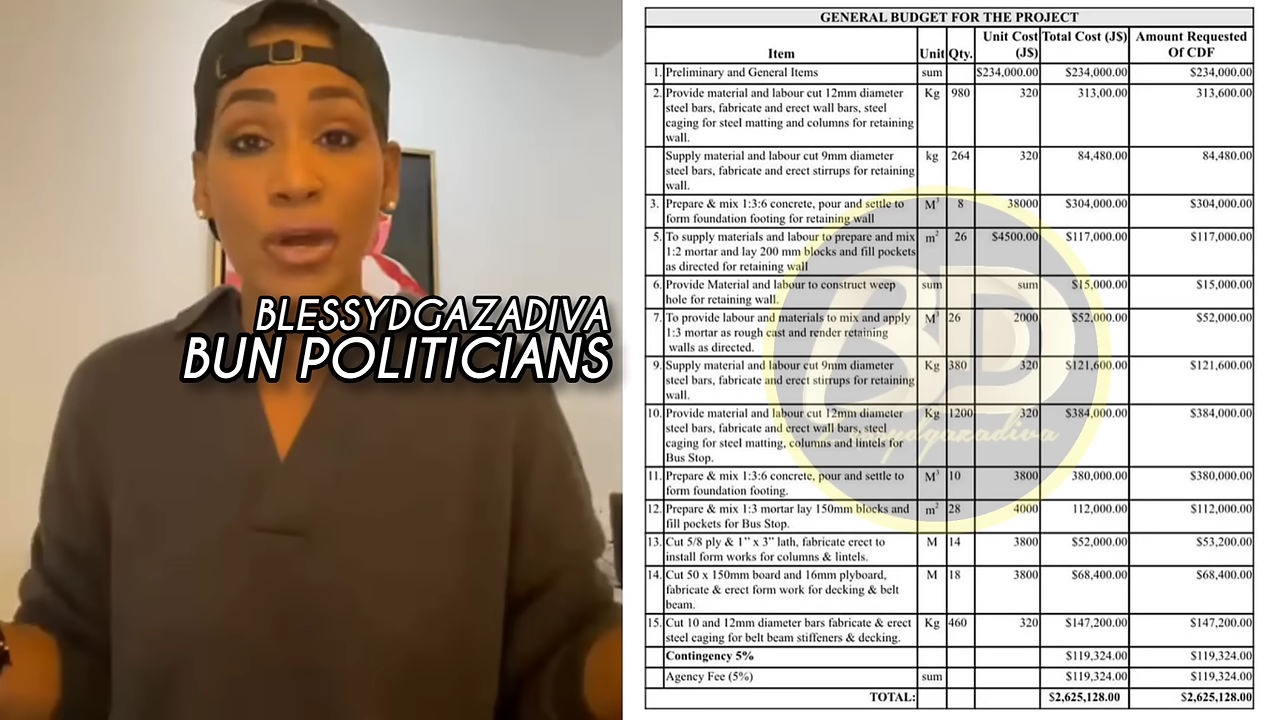 BLESSYDGAZADIVA
BUN POLITICIANS
GENERAL BUDGET FOR THE PROJECT
Item Unit Qty. Unit Cost (J$) Total Cost (J$) Amount Requested Of CDF
1. Preliminary and General Items sum $234,000.00 $234,000.00 $234,000.00
2. Provide material and labour cut 12mm diameter Kg 980 320 313,00.00 313,600.00
steel bars, fabricate and erect wall bars, steel
caging for steel matting and columns for retaining
wall.
Supply material and labour cut 9mm diameter kg 264 320 84,480.00 84,480.00
steel bars, fabricate and erect stirrups for retaining
wall.
3. Prepare & mix 1:3:6 concrete, pour and settle to M³ 8 38000 $304,000.00 $304,000.00
form foundation footing for retaining wall
5. To supply materials and labour to prepare and mix m² 26 $4500.00 $117,000.00 $117,000.00
1:2 mortar and lay 200 mm blocks and fill pockets
as directed for retaining wall
6. Provide Material and labour to construct weep sum sum $15,000.00 $15,000.00
hole for retaining wall.
7. To provide labour and materials to mix and apply M³ 26 2000 $52,000.00 $52,000.00
1:3 mortar as rough cast and render retaining
walls as directed.
9. Supply material and labour cut 9mm diameter Kg 380 320 $121,600.00 $121,600.00
steel bars, fabricate and erect stirrups for retaining
wall.
10. Provide material and labour cut 12mm diameter Kg 1200 320 $384,000.00 $384,000.00
steel bars, fabricate and erect wall bars, steel
caging for steel matting, columns and lintels for
Bus Stop.
11. Prepare & mix 1:3:6 concrete, pour and settle to M³ 10 3800 380,000.00 $380,000.00
form foundation footing.
12. Prepare & mix 1:3 mortar lay 150mm blocks and m² 28 4000 112,000.00 $112,000.00
fill pockets for Bus Stop.
13. Cut 5/8 ply & 1” x 3” lath, fabricate erect to M 14 3800 $52,000.00 $53,200.00
install form works for columns & lintels.
14. Cut 50 x 150mm board and 16mm plyboard, M 18 3800 $68,400.00 $68,400.00
fabricate & erect form work for decking & belt
beam.
15. Cut 10 and 12mm diameter bars fabricate & erect Kg 460 320 $147,200.00 $147,200.00
steel caging for belt beam stiffeners & decking.
Contingency 5% $119,324.00 $119,324.00
Agency Fee (5%) sum $119,324.00 $119,324.00
TOTAL: $2,625,128.00 $2,625,128.00
BD